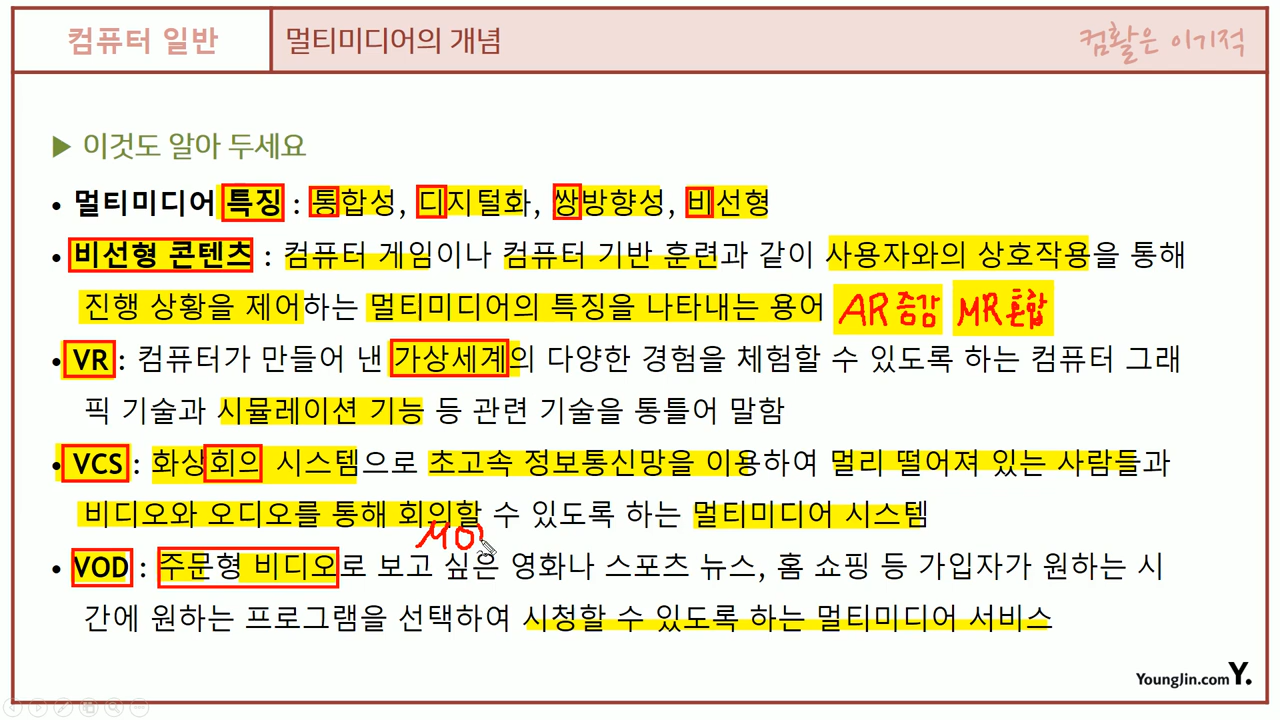 컴퓨터 일반
멀티미디어의 개념
컴활은 이기적
▶ 이것도 알아 두세요
• 멀티미디어 특징 : 통합성, 디지털화, 쌍방향성, 비선형
• 비선형 콘텐츠 : 컴퓨터 게임이나 컴퓨터 기반 훈련과 같이 사용자와의 상호작용을 통해
진행 상황을 제어하는 멀티미디어의 특징을 나타내는 용어 AR증강 MR혼합
• VR : 컴퓨터가 만들어 낸 가상세계의 다양한 경험을 체험할 수 있도록 하는 컴퓨터 그래
픽 기술과 시뮬레이션 기능 등 관련 기술을 통틀어 말함
• VCS : 화상회의 시스템으로 초고속 정보통신망을 이용하여 멀리 떨어져 있는 사람들과
비디오와 오디오를 통해 회의할 수 있도록 하는 멀티미디어 시스템
• VOD : 주문형 비디오로 보고 싶은 영화나 스포츠 뉴스, 홈 쇼핑 등 가입자가 원하는 시
간에 원하는 프로그램을 선택하여 시청할 수 있도록 하는 멀티미디어 서비스
YoungJin.com Y.